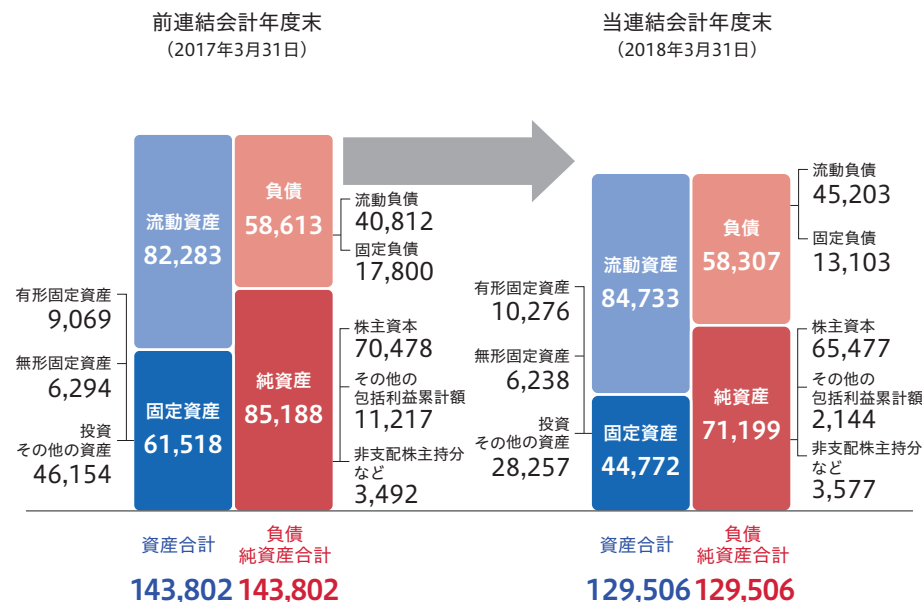 前連結会計年度末
（2017年3月31日）
流動資産
82,283
固定資産
61,518
負債
58,613
純資産
85,188
有形固定資産
9,069
無形固定資産
6,294
投資
その他の資産
46,154
流動負債
40,812
固定負債
17,800
株主資本
70,478
その他の
包括利益累計額
11,217
非支配株主持分
など
3,492
資産合計
143,802
負債
純資産合計
143,802
当連結会計年度末
（2018年3月31日）
流動資産
84,733
固定資産
44,772
負債
58,307
純資産
71,199
有形固定資産
10,276
無形固定資産
6,238
投資
その他の資産
28,257
流動負債
45,203
固定負債
13,103
株主資本
65,477
その他の
包括利益累計額
2,144
非支配株主持分
など
3,577
資産合計
129,506
負債
純資産合計
129,506